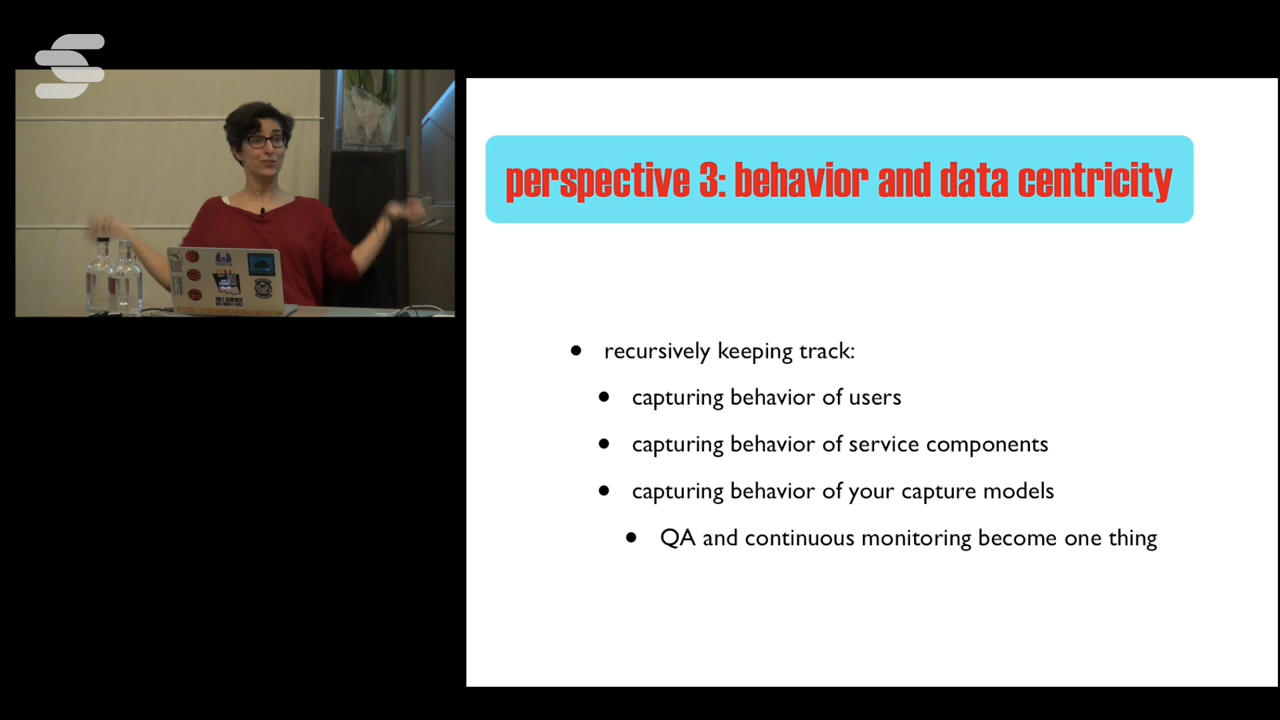 perspective 3: behavior and data centricity
recursively keeping track:
capturing behavior of users
capturing behavior of service components
capturing behavior of your capture models
QA and continuous monitoring become one thing